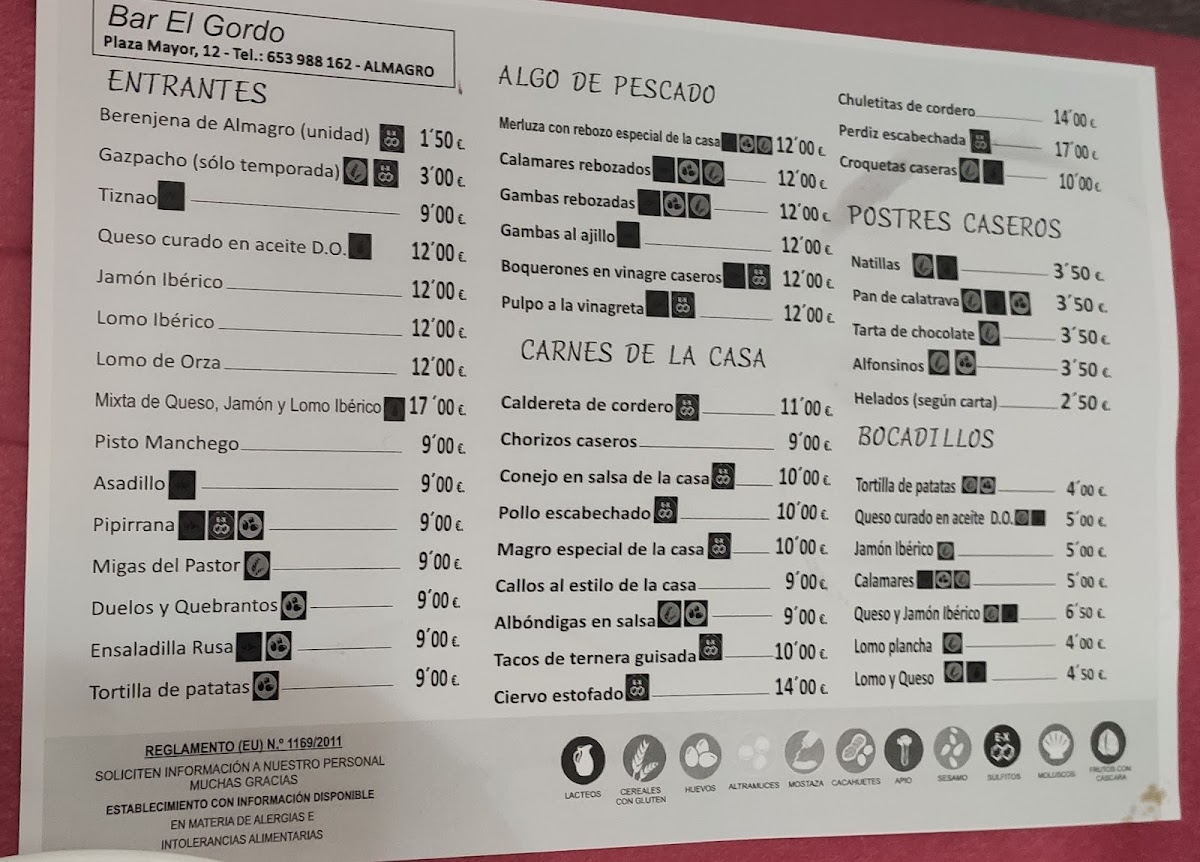 Bar El Gordo
Plaza Mayor, 12 - Tel.: 653 988 162 - ALMAGRO
ENTRANTES
Berenjena de Almagro (unidad) 1´50 €.
Gazpacho (sólo temporada) 3´00 €.
Tiznao 9´00 €.
Queso curado en aceite D.O. 12´00 €.
Jamón Ibérico 12´00 €.
Lomo Ibérico 12´00 €.
Lomo de Orza 12´00 €.
Mixta de Queso, Jamón y Lomo Ibérico 17´00 €.
Pisto Manchego 9´00 €.
Asadillo 9´00 €.
Pipirrana 9´00 €.
Migas del Pastor 9´00 €.
Duelos y Quebrantos 9´00 €.
Ensaladilla Rusa 9´00 €.
Tortilla de patatas 9´00 €.
ALGO DE PESCADO
Merluza con rebozo especial de la casa 12´00 €.
Calamares rebozados 12´00 €.
Gambas rebozadas 12´00 €.
Gambas al ajillo 12´00 €.
Boquerones en vinagre caseros 12´00 €.
Pulpo a la vinagreta 12´00 €.
CARNES DE LA CASA
Caldereta de cordero 11´00 €.
Chorizos caseros 9´00 €.
Conejo en salsa de la casa 10´00 €.
Pollo escabechado 10´00 €.
Magro especial de la casa 10´00 €.
Callos al estilo de la casa 9´00 €.
Albóndigas en salsa 9´00 €.
Tacos de ternera guisada 10´00 €.
Ciervo estofado 14´00 €.
Chuletitas de cordero 14´00 €.
Perdiz escabechada 17´00 €.
Croquetas caseras 10´00 €.
POSTRES CASEROS
Natillas 3´50 €.
Pan de calatrava 3´50 €.
Tarta de chocolate 3´50 €.
Alfonsinos 3´50 €.
Helados (según carta) 2´50 €.
BOCADILLOS
Tortilla de patatas 4´00 €.
Queso curado en aceite D.O. 5´00 €.
Jamón Ibérico 5´00 €.
Calamares 5´00 €.
Queso y Jamón Ibérico 6´50 €.
Lomo plancha 4´00 €.
Lomo y Queso 4´50 €.
REGLAMENTO (EU) N.º 1169/2011
SOLICITEN INFORMACIÓN A NUESTRO PERSONAL
MUCHAS GRACIAS
ESTABLECIMIENTO CON INFORMACIÓN DISPONIBLE
EN MATERIA DE ALERGIAS E
INTOLERANCIAS ALIMENTARIAS
LACTEOS
CEREALES
CON GLUTEN
HUEVOS
ALTRAMUCES
MOSTAZA
CACAHUETES
APIO
SESAMO
E-X
SULFITOS
MOLUSCOS
FRUTOS CON
CASCARA